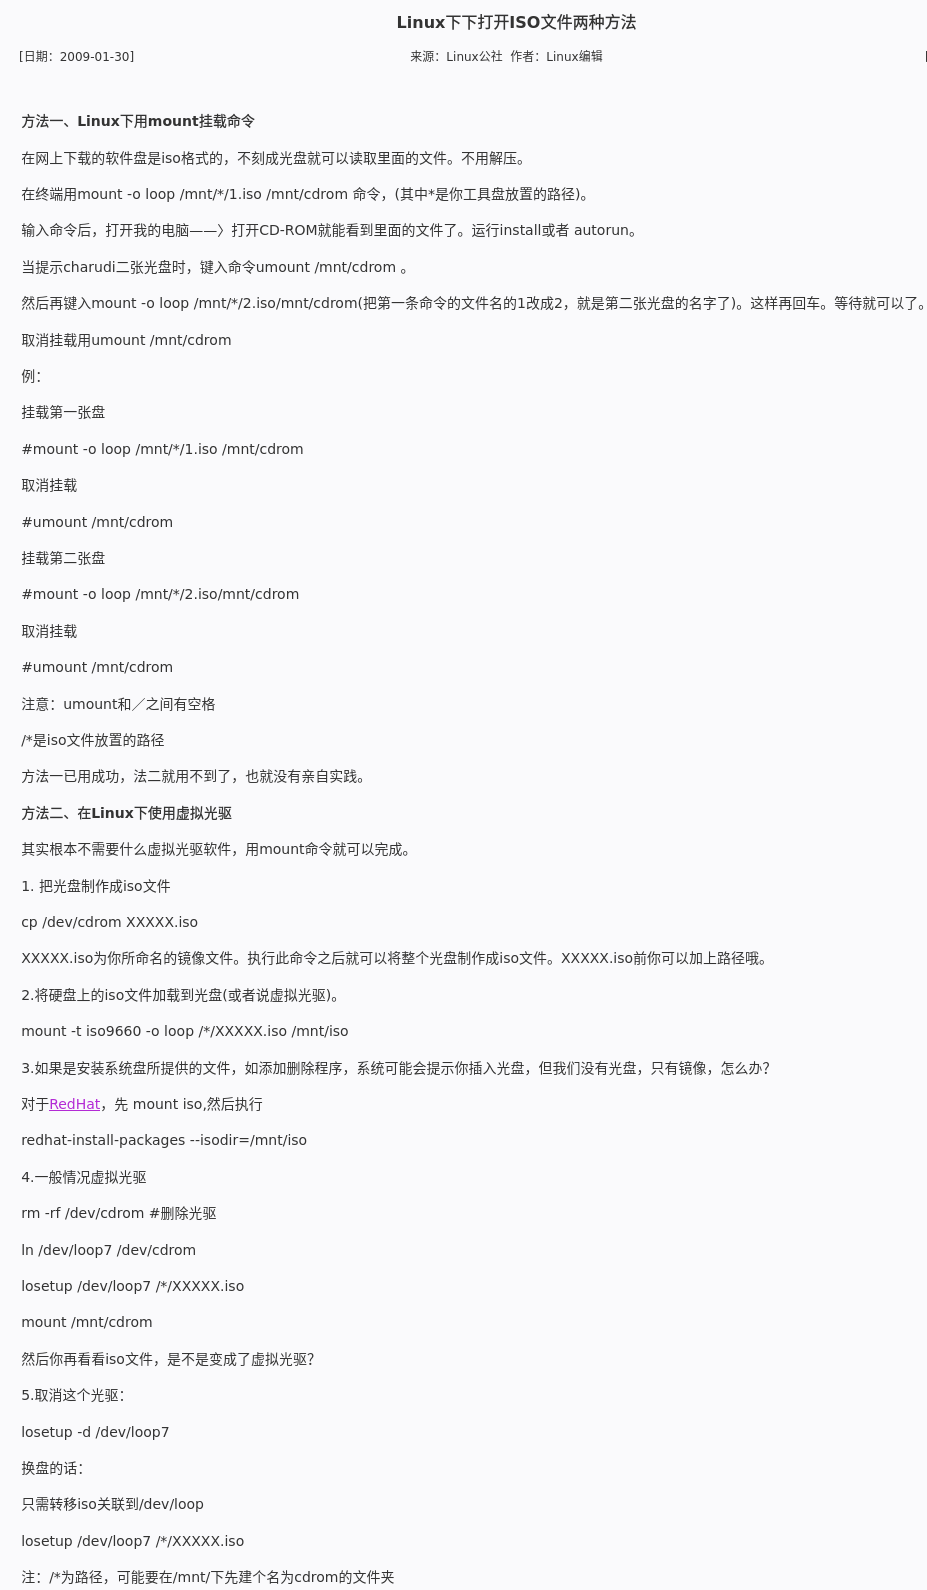 Linux下下打开ISO文件两种方法
[日期：2009-01-30] 来源：Linux公社 作者：Linux编辑
方法一、Linux下用mount挂载命令
在网上下载的软件盘是iso格式的，不刻成光盘就可以读取里面的文件。不用解压。
在终端用mount -o loop /mnt/*/1.iso /mnt/cdrom 命令，(其中*是你工具盘放置的路径)。
输入命令后，打开我的电脑——〉打开CD-ROM就能看到里面的文件了。运行install或者 autorun。
当提示charudi二张光盘时，键入命令umount /mnt/cdrom 。
然后再键入mount -o loop /mnt/*/2.iso/mnt/cdrom(把第一条命令的文件名的1改成2，就是第二张光盘的名字了)。这样再回车。等待就可以了。
取消挂载用umount /mnt/cdrom
例：
挂载第一张盘
#mount -o loop /mnt/*/1.iso /mnt/cdrom
取消挂载
#umount /mnt/cdrom
挂载第二张盘
#mount -o loop /mnt/*/2.iso/mnt/cdrom
取消挂载
#umount /mnt/cdrom
注意：umount和／之间有空格
/*是iso文件放置的路径
方法一已用成功，法二就用不到了，也就没有亲自实践。
方法二、在Linux下使用虚拟光驱
其实根本不需要什么虚拟光驱软件，用mount命令就可以完成。
1. 把光盘制作成iso文件
cp /dev/cdrom XXXXX.iso
XXXXX.iso为你所命名的镜像文件。执行此命令之后就可以将整个光盘制作成iso文件。XXXXX.iso前你可以加上路径哦。
2.将硬盘上的iso文件加载到光盘(或者说虚拟光驱)。
mount -t iso9660 -o loop /*/XXXXX.iso /mnt/iso
3.如果是安装系统盘所提供的文件，如添加删除程序，系统可能会提示你插入光盘，但我们没有光盘，只有镜像，怎么办？
对于RedHat，先 mount iso,然后执行
redhat-install-packages --isodir=/mnt/iso
4.一般情况虚拟光驱
rm -rf /dev/cdrom #删除光驱
ln /dev/loop7 /dev/cdrom
losetup /dev/loop7 /*/XXXXX.iso
mount /mnt/cdrom
然后你再看看iso文件，是不是变成了虚拟光驱？
5.取消这个光驱：
losetup -d /dev/loop7
换盘的话：
只需转移iso关联到/dev/loop
losetup /dev/loop7 /*/XXXXX.iso
注：/*为路径，可能要在/mnt/下先建个名为cdrom的文件夹